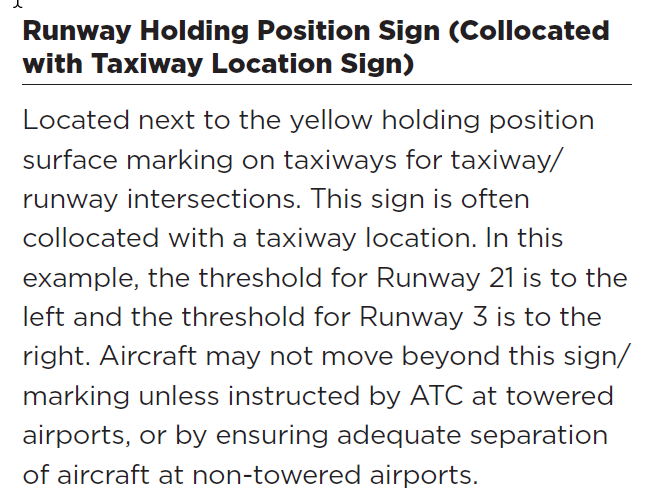 Runway Holding Position Sign (Collocated
with Taxiway Location Sign)
Located next to the yellow holding position
surface marking on taxiways for taxiway/
runway intersections. This sign is often
collocated with a taxiway location. In this
example, the threshold for Runway 21 is to the
left and the threshold for Runway 3 is to the
right. Aircraft may not move beyond this sign/
marking unless instructed by ATC at towered
airports, or by ensuring adequate separation
of aircraft at non-towered airports.